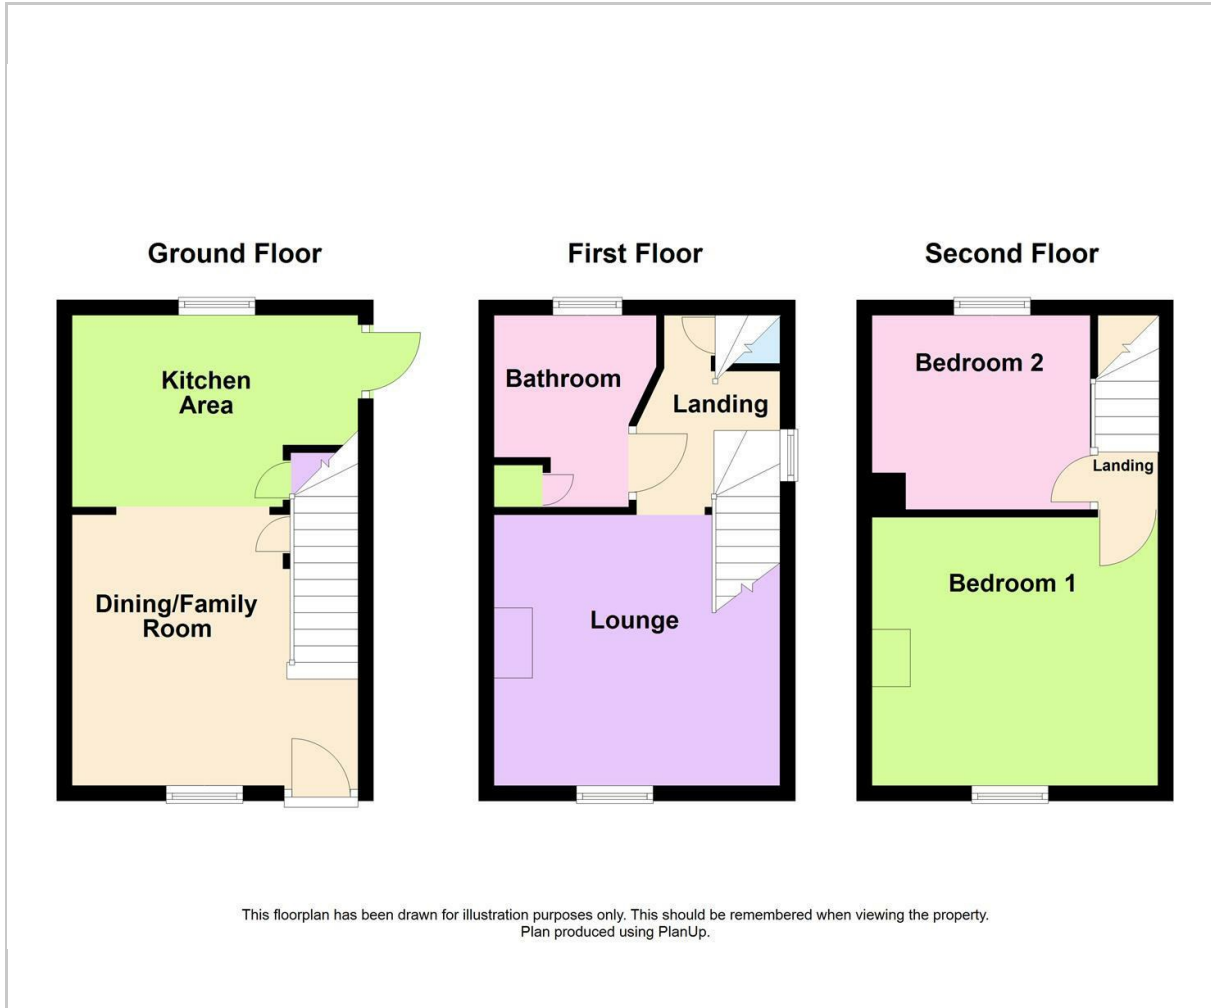 Ground Floor
First Floor
Second Floor
Kitchen
Area
Dining/Family
Room
Bathroom
Landing
Lounge
Bedroom 2
Landing
Bedroom 1
This floorplan has been drawn for illustration purposes only. This should be remembered when viewing the property.
Plan produced using PlanUp.